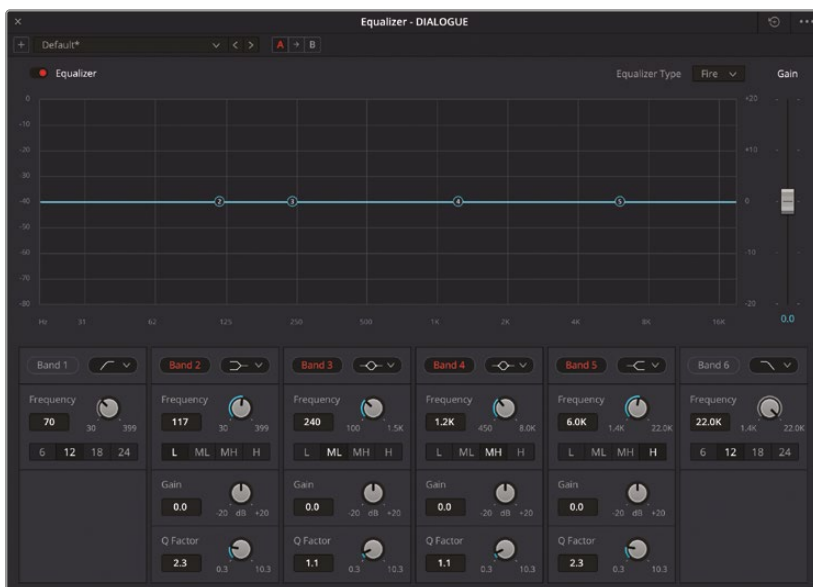 Equalizer - DIALOGUE
Default*
A B
Equalizer
Equalizer Type Fire Gain
0 +20
-10
-20 +10
-30
-40 0
-50
-60 -10
-70
-80 -20
Hz 31 62 125 250 500 1K 2K 4K 8K 16K
0.0
2 3 4 5
Band 1 Band 2 Band 3 Band 4 Band 5 Band 6
Frequency Frequency Frequency Frequency Frequency Frequency
70 117 240 1.2K 6.0K 22.0K
30 399 30 399 100 1.5K 450 8.0K 1.4K 22.0K 1.4K 22.0K
6 12 18 24 L ML MH H L ML MH H L ML MH H L ML MH H 6 12 18 24
Gain Gain Gain Gain
0.0 0.0 0.0 0.0
-20 dB +20 -20 dB +20 -20 dB +20 -20 dB +20
Q Factor Q Factor Q Factor Q Factor
2.3 1.1 1.1 2.3
0.3 10.3 0.3 10.3 0.3 10.3 0.3 10.3